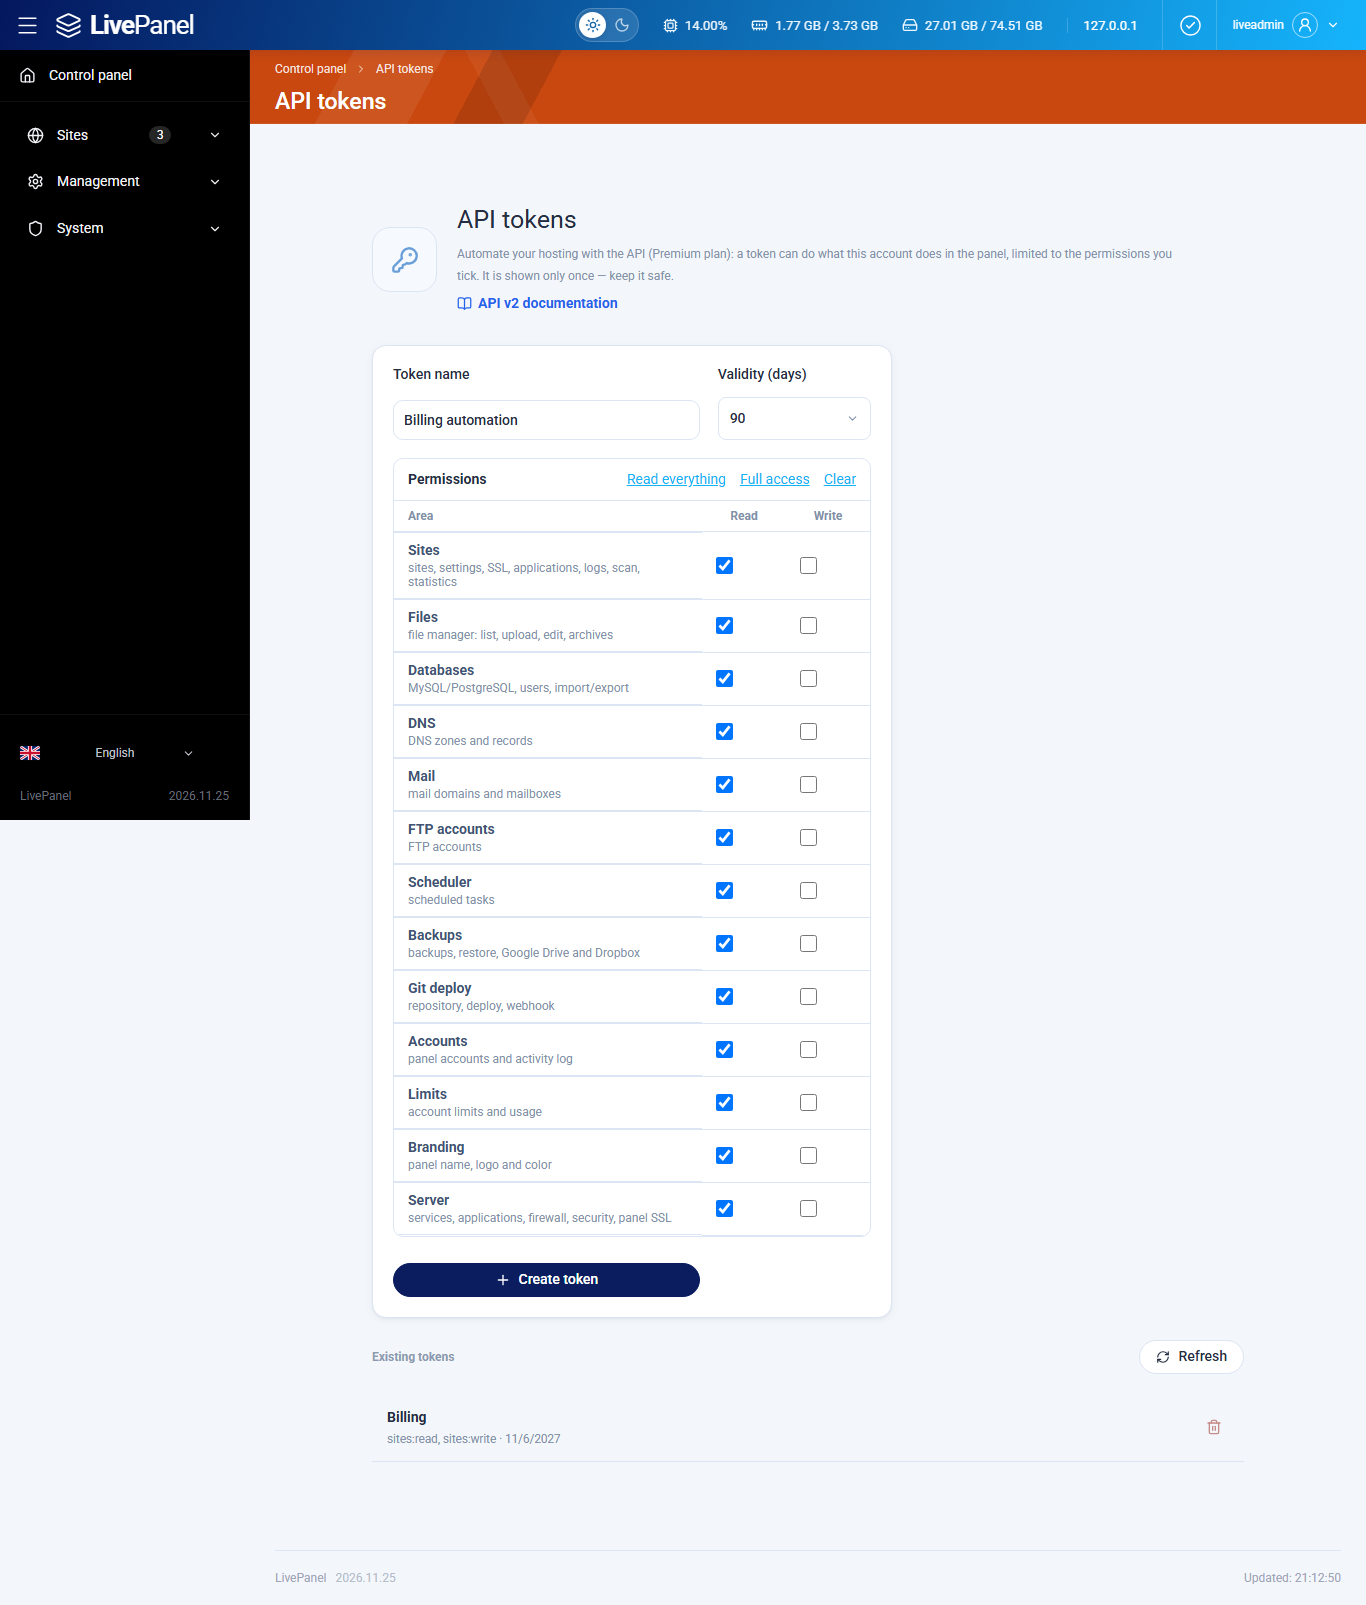 LivePanel
14.00%
1.77 GB / 3.73 GB
27.01 GB / 74.51 GB
127.0.0.1
liveadmin
Control panel
Sites 3
Management
System
English
LivePanel 2026.11.25
Control panel > API tokens
API tokens
API tokens
Automate your hosting with the API (Premium plan): a token can do what this account does in the panel, limited to the permissions you
tick. It is shown only once — keep it safe.
API v2 documentation
Token name Validity (days)
Billing automation 90
Permissions Read everything Full access Clear
Area Read Write
Sites
sites, settings, SSL, applications, logs, scan,
statistics
Files
file manager: list, upload, edit, archives
Databases
MySQL/PostgreSQL, users, import/export
DNS
DNS zones and records
Mail
mail domains and mailboxes
FTP accounts
FTP accounts
Scheduler
scheduled tasks
Backups
backups, restore, Google Drive and Dropbox
Git deploy
repository, deploy, webhook
Accounts
panel accounts and activity log
Limits
account limits and usage
Branding
panel name, logo and color
Server
services, applications, firewall, security, panel SSL
+ Create token
Existing tokens Refresh
Billing
sites:read, sites:write · 11/6/2027
LivePanel 2026.11.25 Updated: 21:12:50